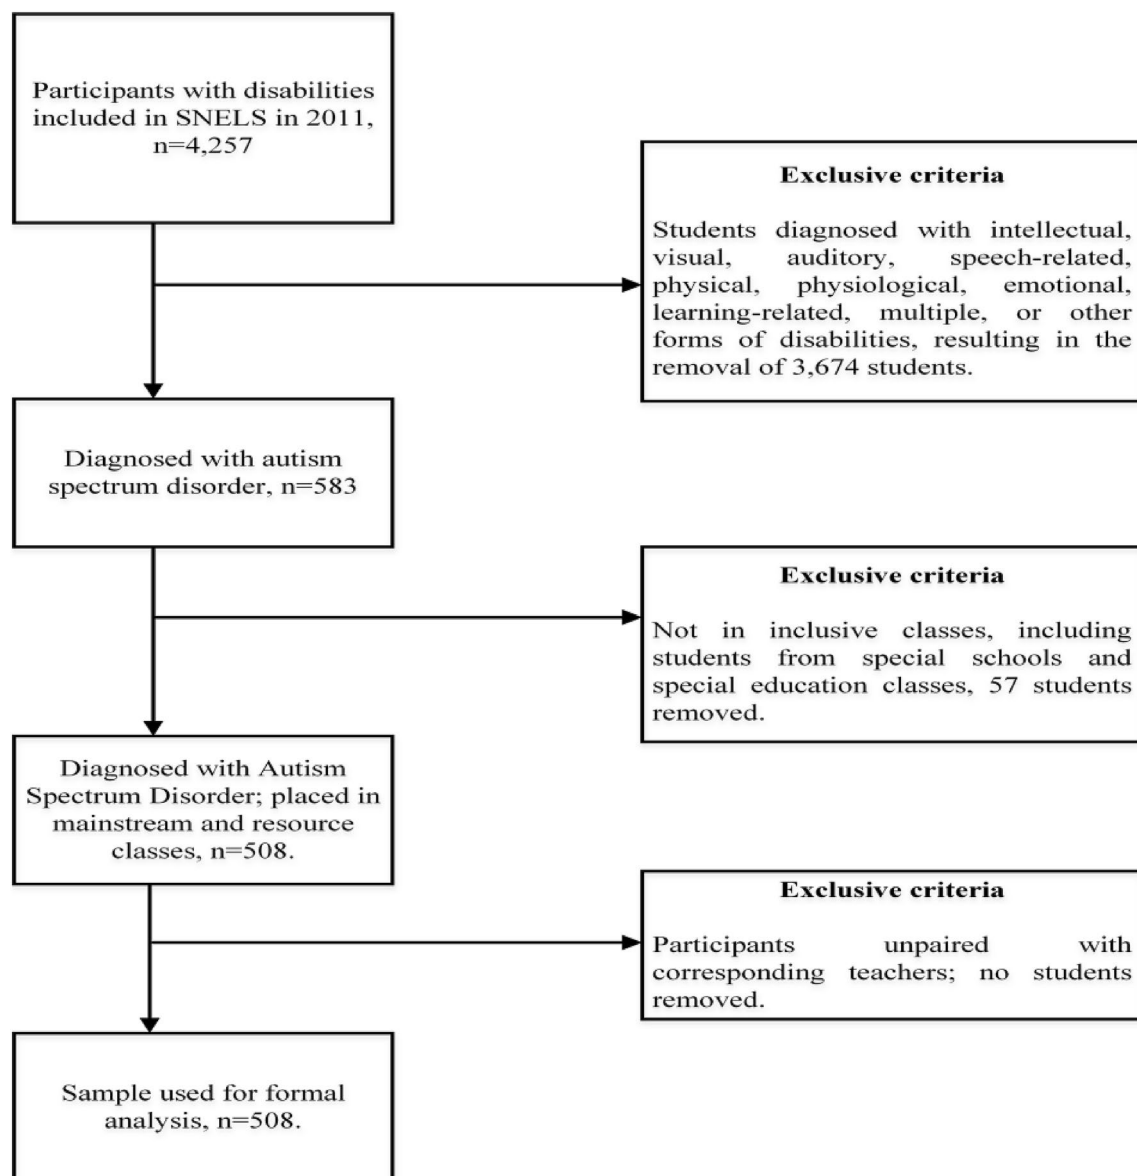 Participants with disabilities
included in SNELS in 2011,
n=4,257
Exclusive criteria
Students diagnosed with intellectual,
visual, auditory, speech-related,
physical, physiological, emotional,
learning-related, multiple, or other
forms of disabilities, resulting in the
removal of 3,674 students.
Diagnosed with autism
spectrum disorder, n=583
Exclusive criteria
Not in inclusive classes, including
students from special schools and
special education classes, 57 students
removed.
Diagnosed with Autism
Spectrum Disorder; placed in
mainstream and resource
classes, n=508.
Exclusive criteria
Participants unpaired with
corresponding teachers; no students
removed.
Sample used for formal
analysis, n=508.